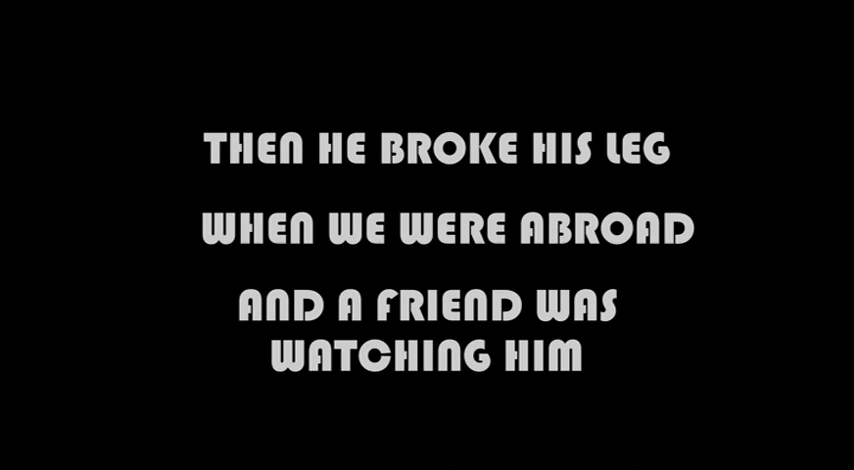 THEN HE BROKE HIS LEG
WHEN WE WERE ABROAD
AND A FRIEND WAS
WATCHING HIM